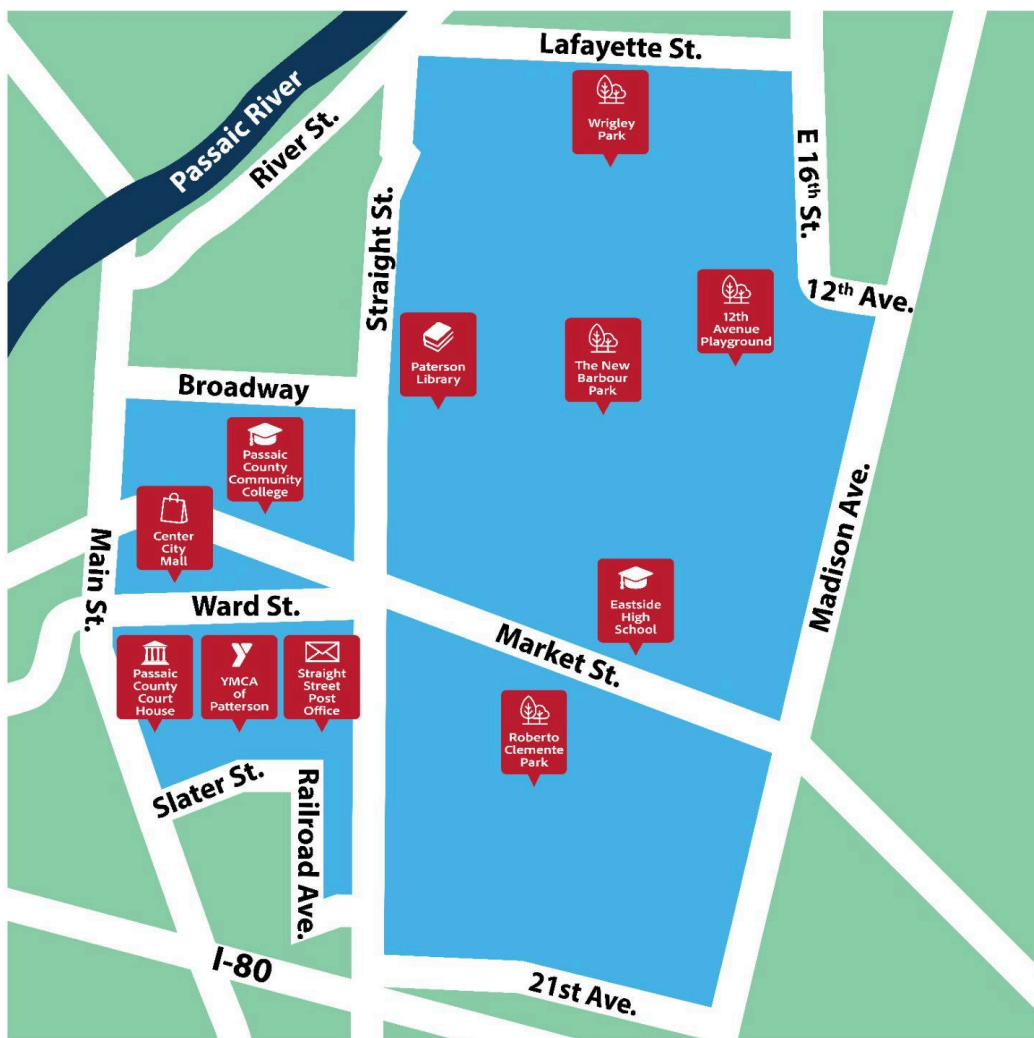 Lafayette St.
Passaic River
River St.
Wrigley
Park
E 16th St.
Straight St.
12th Ave.
12th
Avenue
Playground
Paterson
Library
The New
Barbour
Park
Broadway
Passaic
County
Community
College
Center
City
Mall
Main St.
Madison Ave.
Ward St.
Eastside
High
School
Market St.
Passaic
County
Court
House
YMCA
of
Patterson
Straight
Street
Post
Office
Roberto
Clemente
Park
Slater St.
Railroad Ave.
I-80
21st Ave.